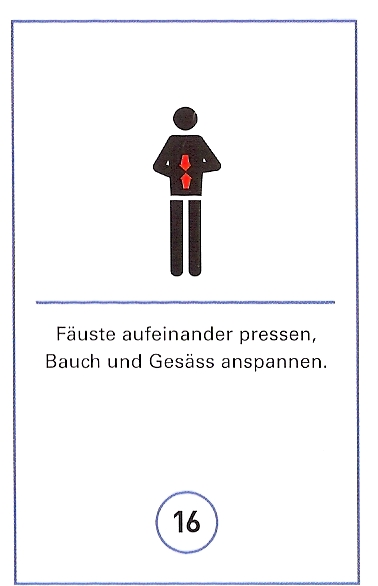 Fäuste aufeinander pressen,
Bauch und Gesäss anspannen.
16